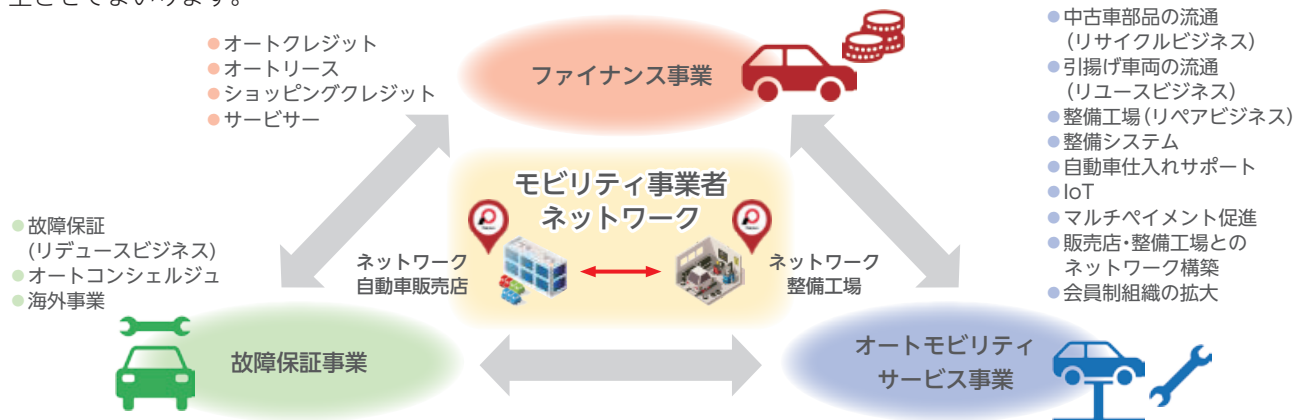 生させてまいります。
●オートクレジット
●オートリース
●ショッピングクレジット
●サービサー
ファイナンス事業
●中古車部品の流通
(リサイクルビジネス)
●引揚げ車両の流通
(リユースビジネス)
●整備工場(リペアビジネス)
●整備システム
●自動車仕入れサポート
●IoT
●マルチペイメント促進
●販売店・整備工場との
ネットワーク構築
●会員制組織の拡大
モビリティ事業者
ネットワーク
ネットワーク
自動車販売店
ネットワーク
整備工場
●故障保証
(リデュースビジネス)
●オートコンシェルジュ
●海外事業
故障保証事業
オートモビリティ
サービス事業